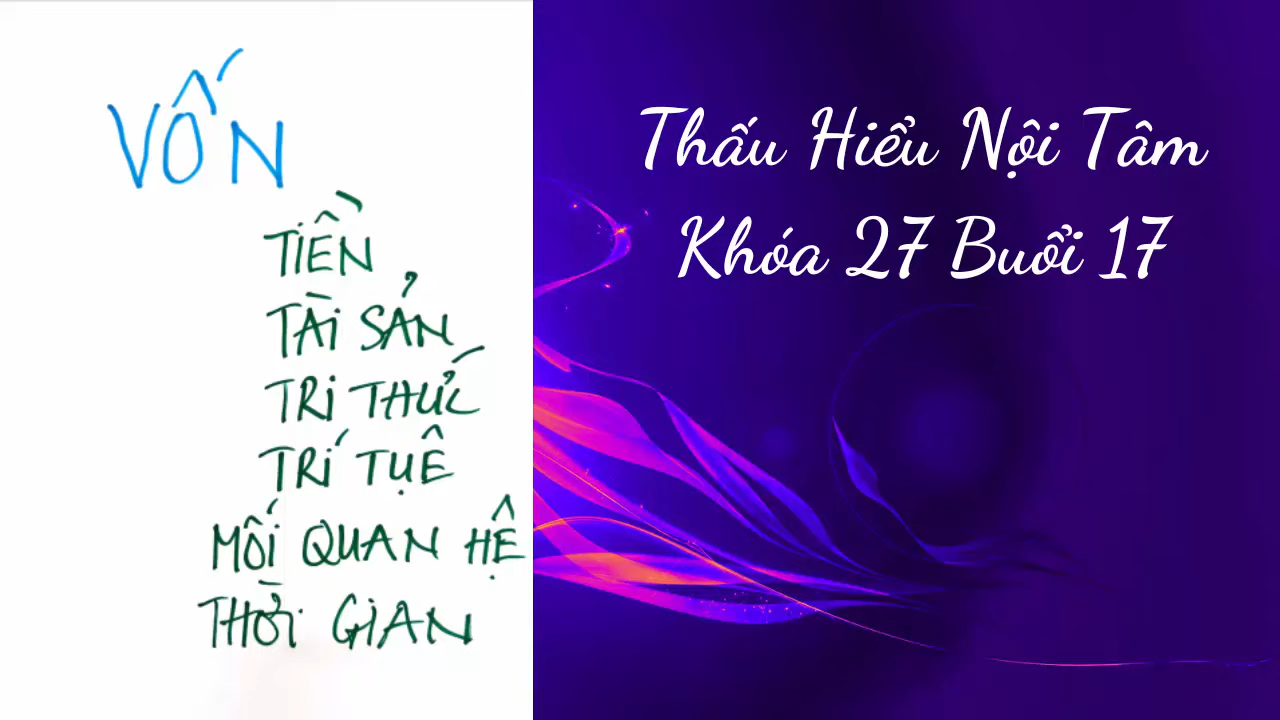 VỐN
TIỀN
TÀI SẢN
TRI THỨC
TRÍ TUỆ
MỐI QUAN HỆ
THỜI GIAN
Thấu Hiểu Nội Tâm
Khóa 27 Buổi 17